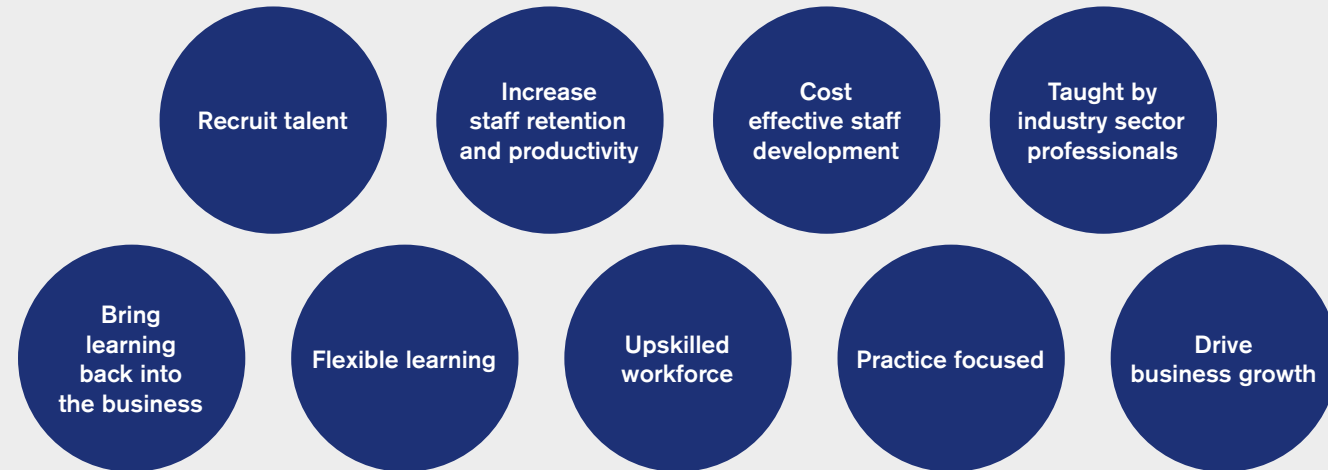 Recruit talent
Increase
staff retention
and productivity
Cost
effective staff
development
Taught by
industry sector
professionals
Bring
learning
back into
the business
Flexible learning
Upskilled
workforce
Practice focused
Drive
business growth